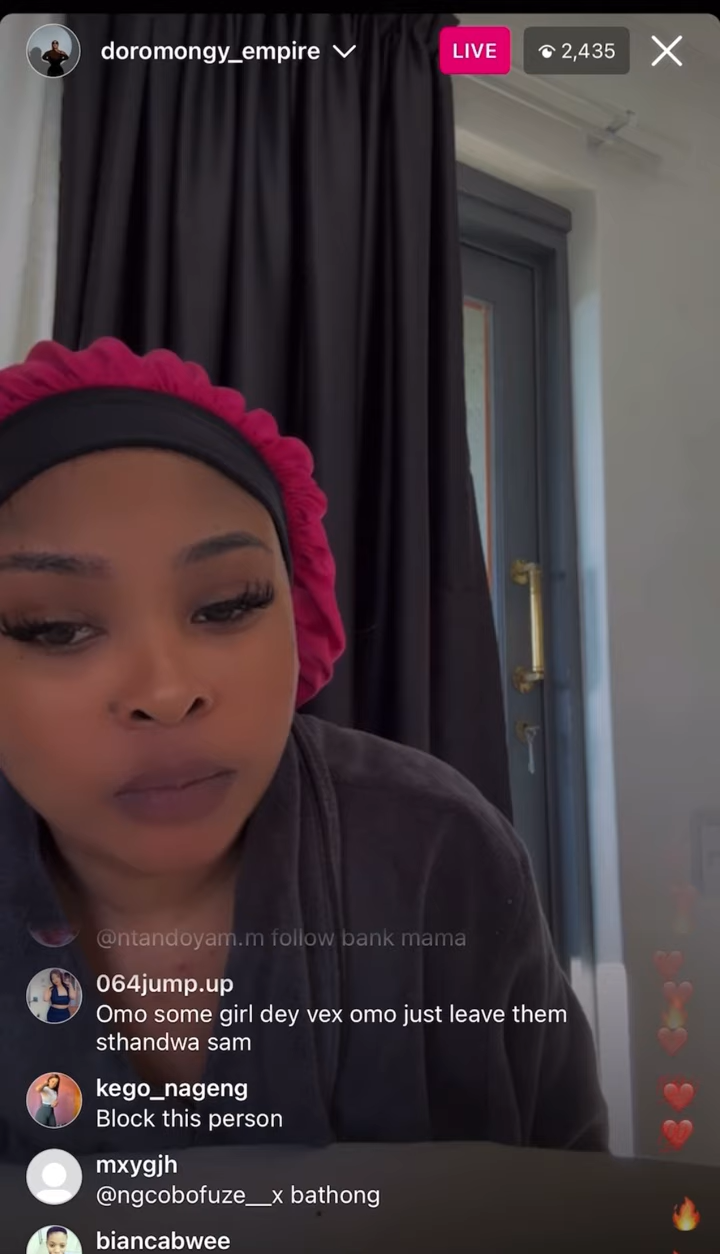 doromongy_empire
LIVE
2,435
@ntandoyam.m follow bank mama
064jump.up
Omo some girl dey vex omo just leave them
sthandwa sam
kego_nageng
Block this person
mxygjh
@ngcobofuze__x bathong
biancabwee